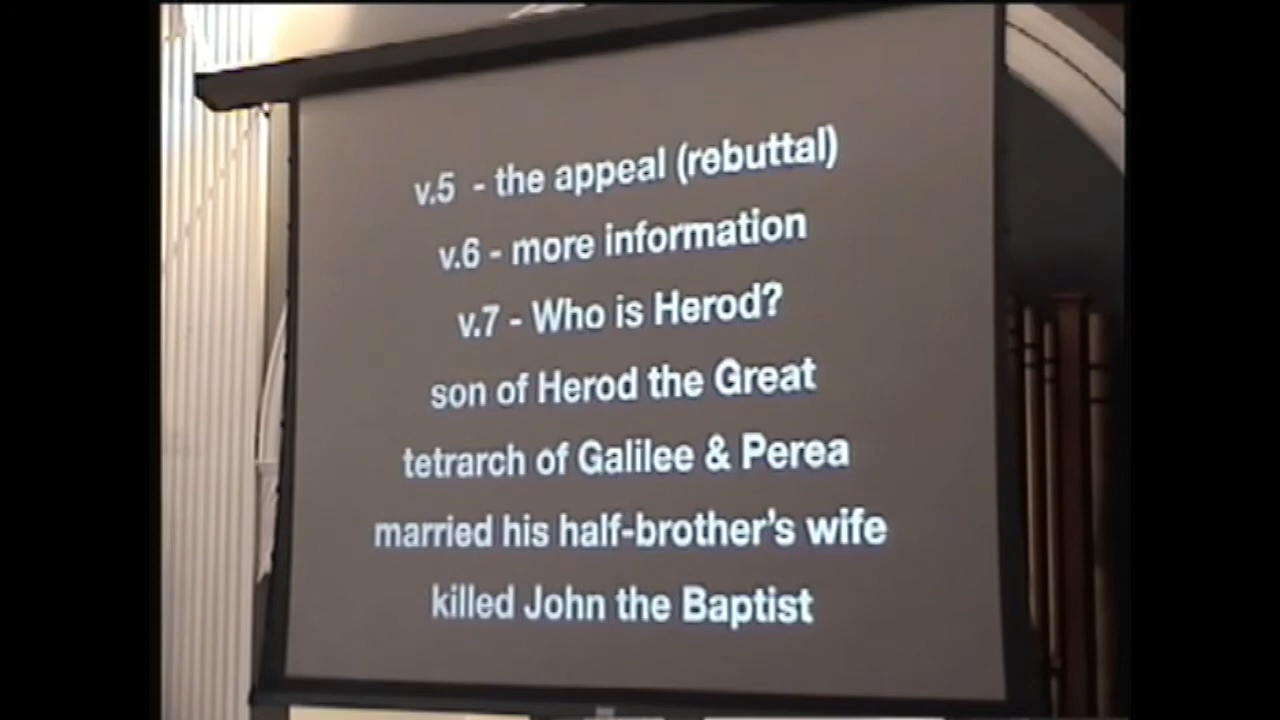 v.5 - the appeal (rebuttal)
v.6 - more information
v.7 - Who is Herod?
son of Herod the Great
tetrarch of Galilee & Perea
married his half-brother's wife
killed John the Baptist